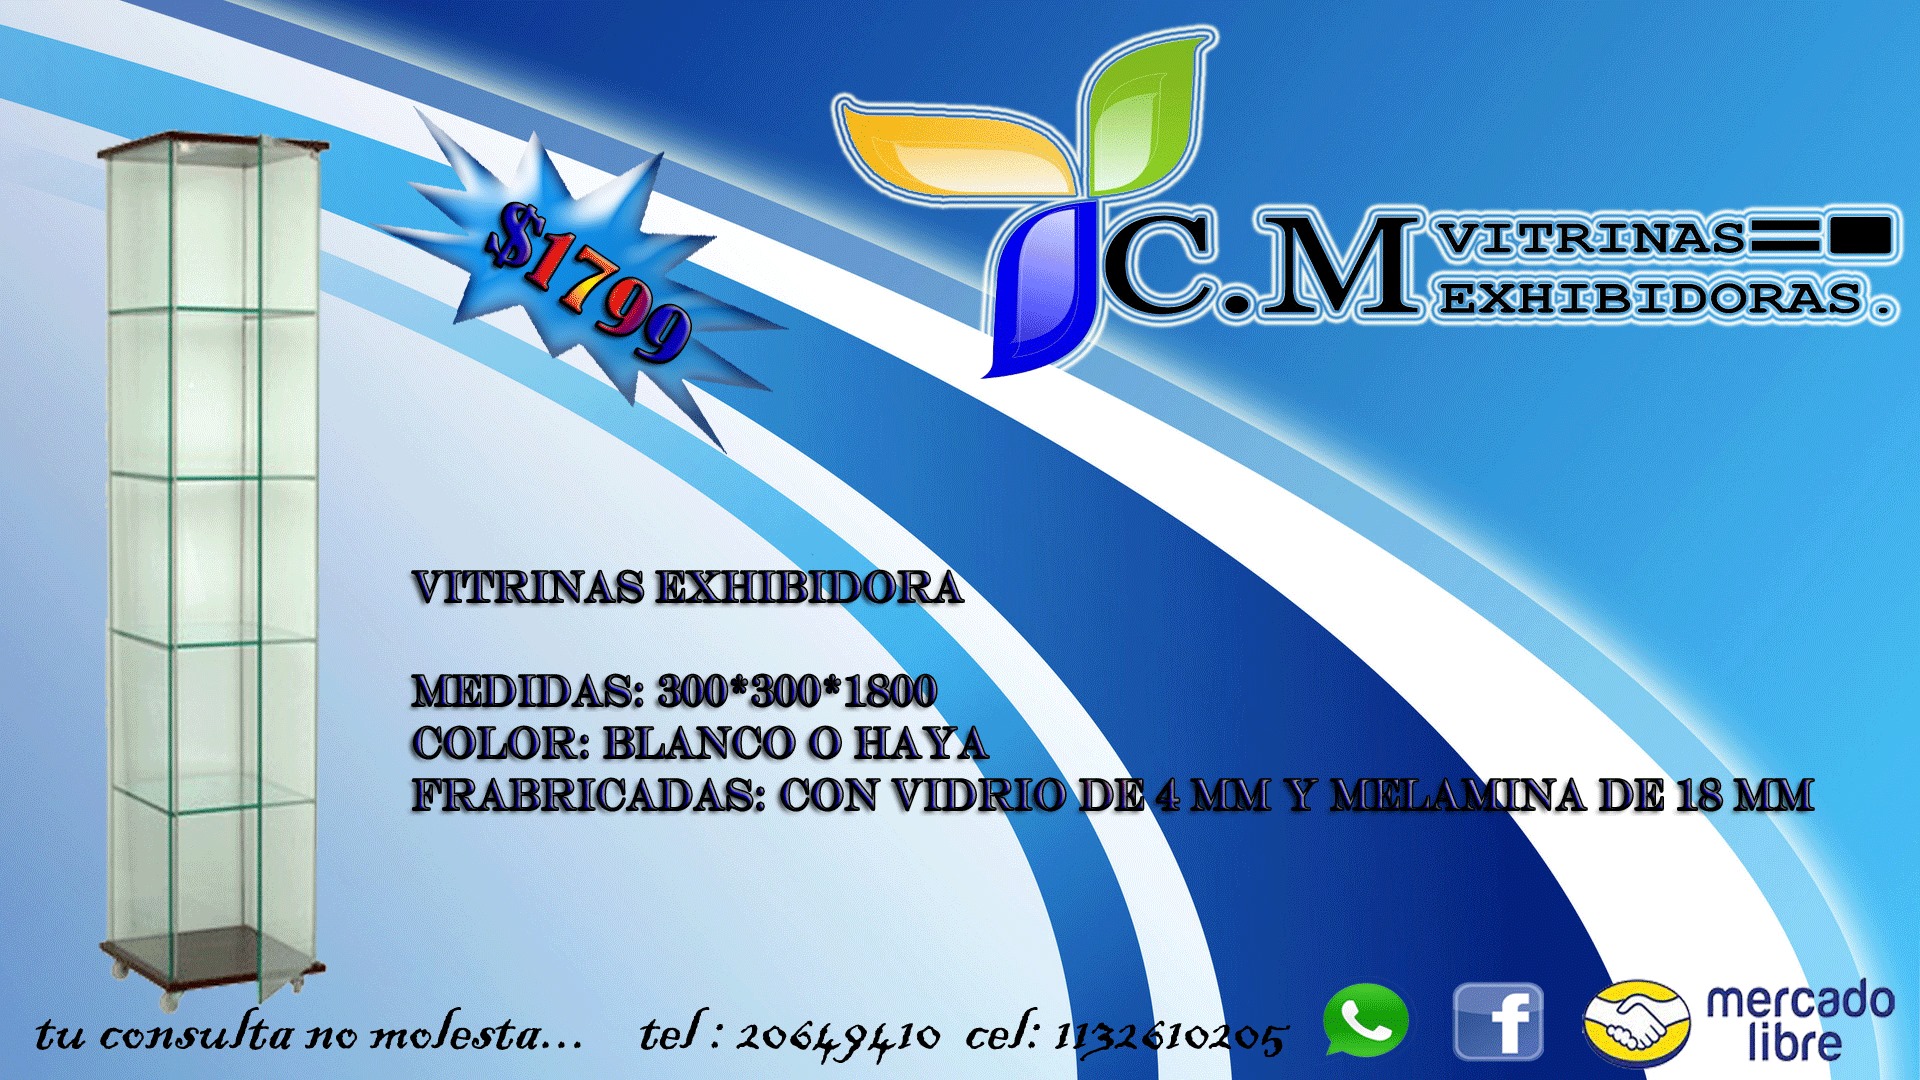 $1799
C.M VITRINAS
EXHIBIDORAS.
VITRINAS EXHIBIDORA
MEDIDAS: 300*300*1800
COLOR: BLANCO O HAYA
FRABRICADAS: CON VIDRIO DE 4 MM Y MELAMINA DE 18 MM
tu consulta no molesta... tel : 20649410 cel: 1132610205
f
mercado
libre